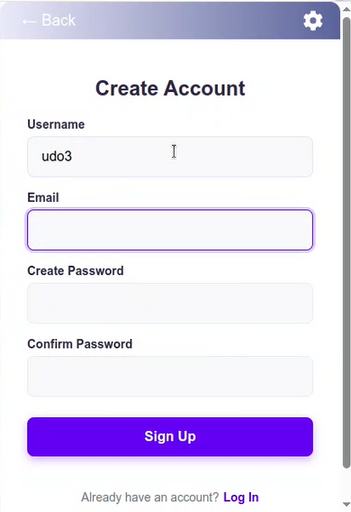 ← Back
Create Account
Username
udo3
Email
Create Password
Confirm Password
Sign Up
Already have an account? Log In